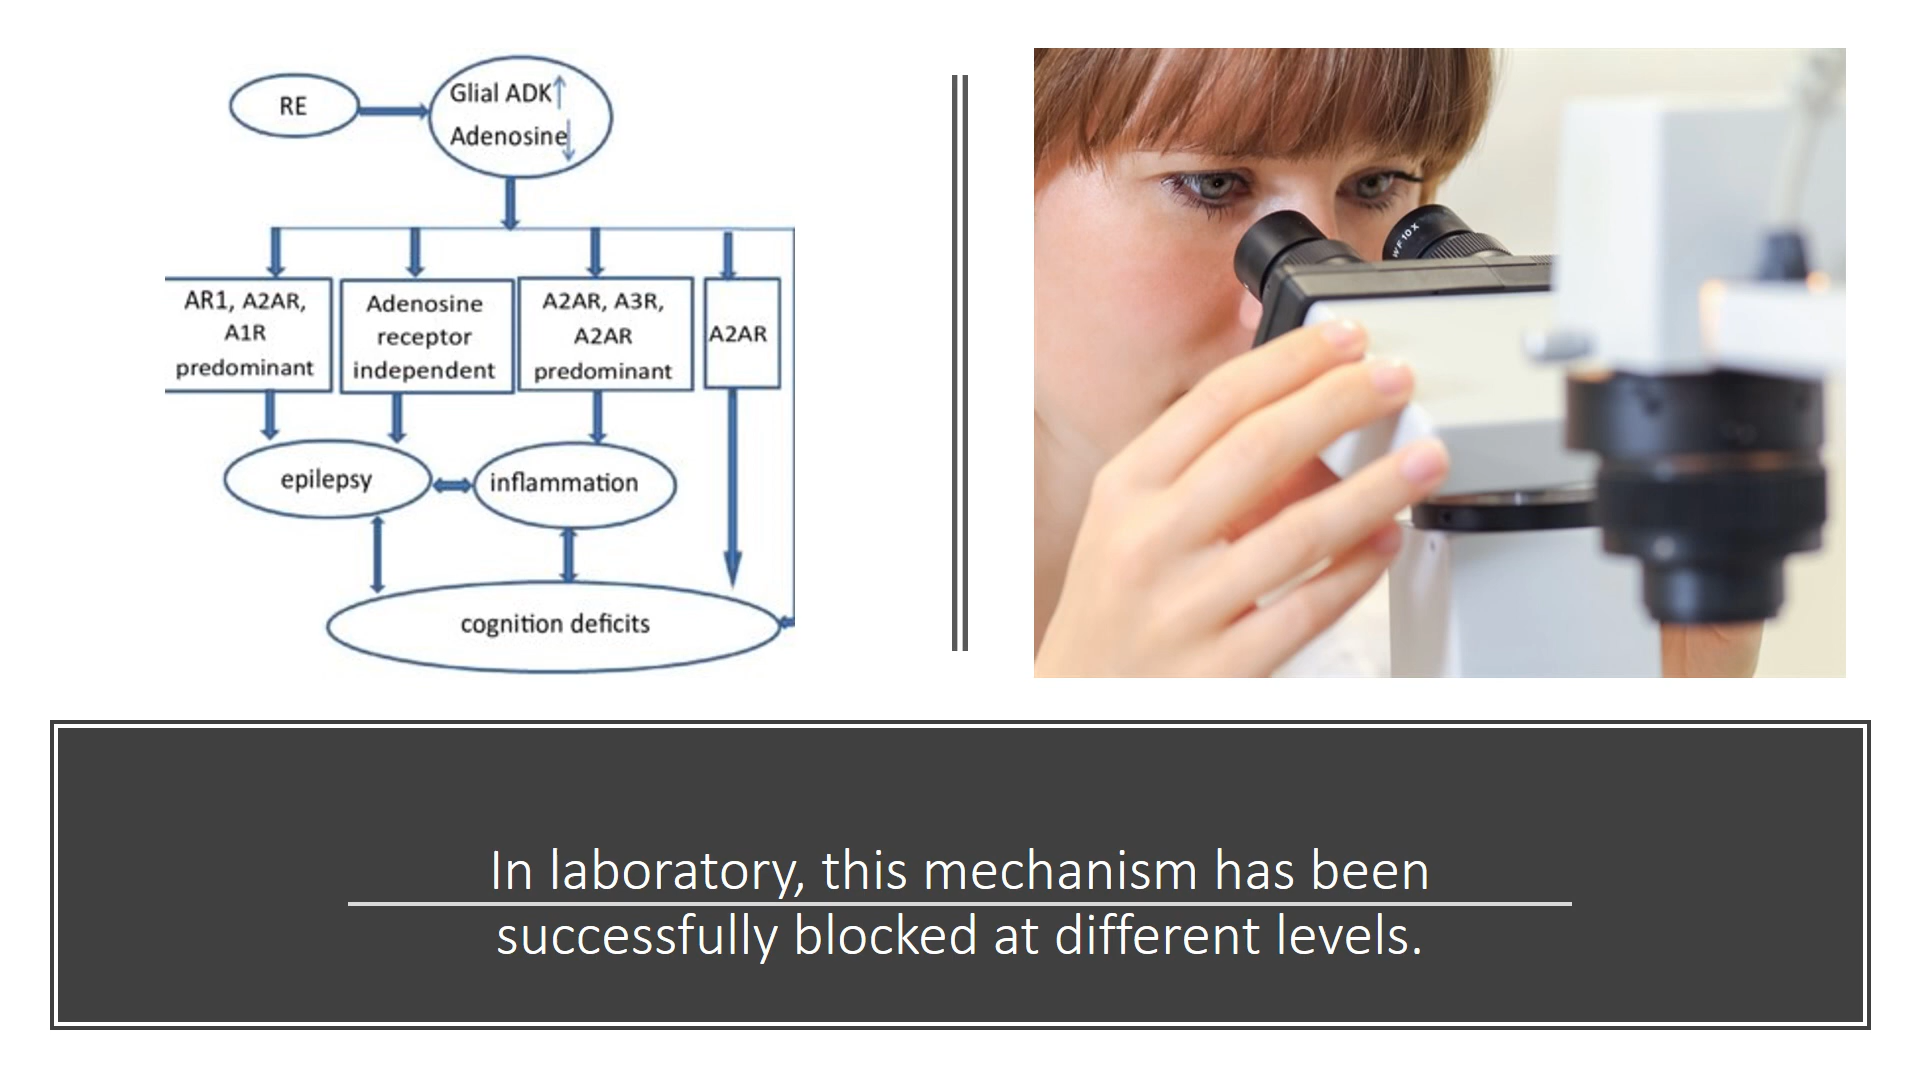 RE
Glial ADK↑
Adenosine↓
AR1, A2AR,
A1R
predominant
Adenosine
receptor
independent
A2AR, A3R,
A2AR
predominant
A2AR
epilepsy
inflammation
cognition deficits
WF10X
In laboratory, this mechanism has been
successfully blocked at different levels.